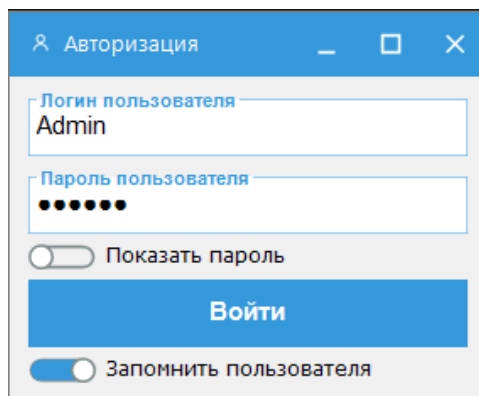 Авторизация
Логин пользователя
Admin
Пароль пользователя
••••••
Показать пароль
Войти
Запомнить пользователя